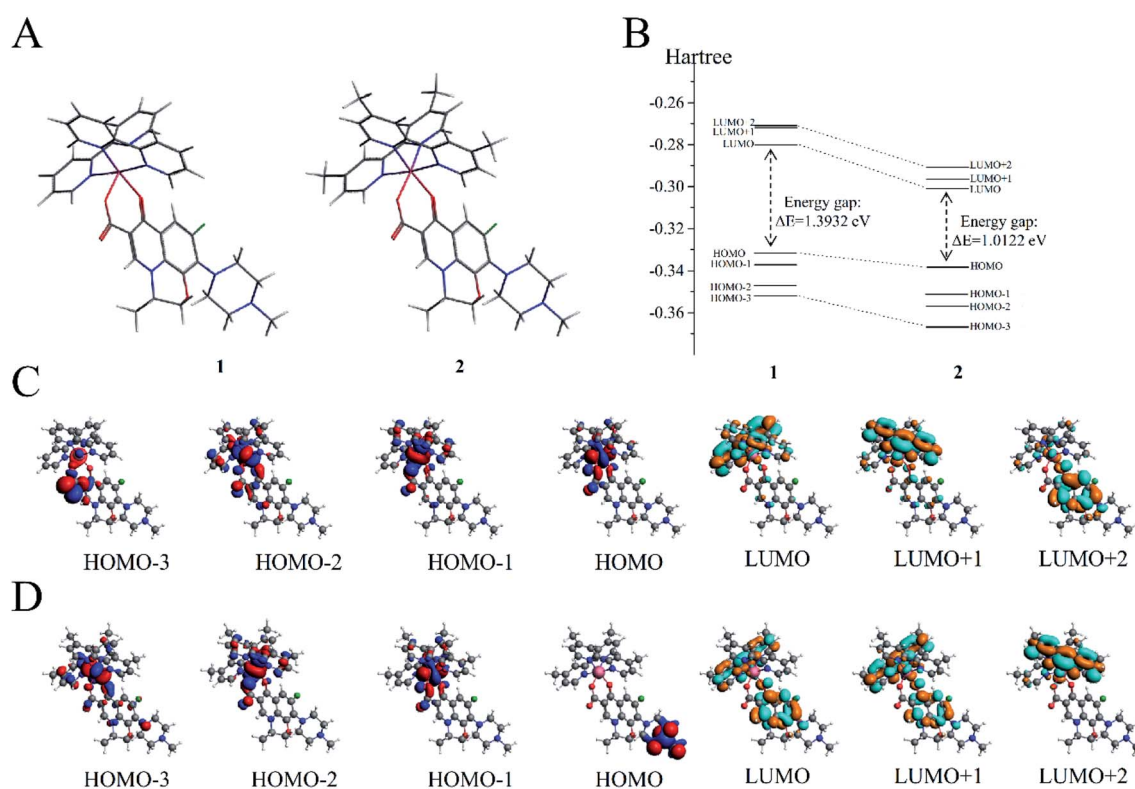 A
1
2
B
Hartree
-0.26
-0.28
-0.30
-0.32
-0.34
-0.36
LUMO+2
LUMO+1
LUMO
Energy gap:
ΔE=1.3932 eV
HOMO
HOMO-1
HOMO-2
HOMO-3
LUMO+2
LUMO+1
LUMO
Energy gap:
ΔE=1.0122 eV
HOMO
HOMO-1
HOMO-2
HOMO-3
1
2
C
HOMO-3
HOMO-2
HOMO-1
HOMO
LUMO
LUMO+1
LUMO+2
D
HOMO-3
HOMO-2
HOMO-1
HOMO
LUMO
LUMO+1
LUMO+2